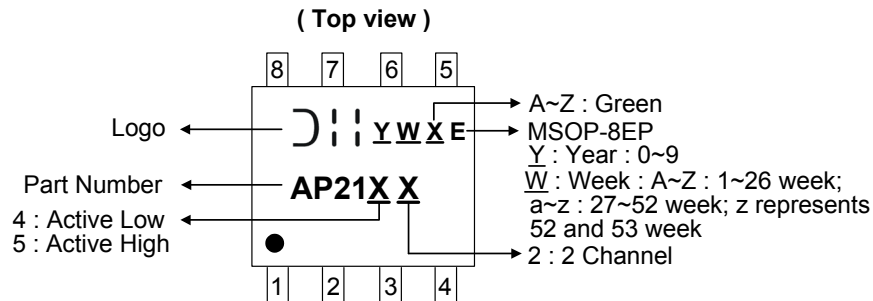 ( Top view )
8 7 6 5
Logo
Y W X E
A~Z : Green
MSOP-8EP
Y : Year : 0~9
W : Week : A~Z : 1~26 week;
a~z : 27~52 week; z represents
52 and 53 week
Part Number
AP21X X
4 : Active Low
5 : Active High
2 : 2 Channel
1 2 3 4